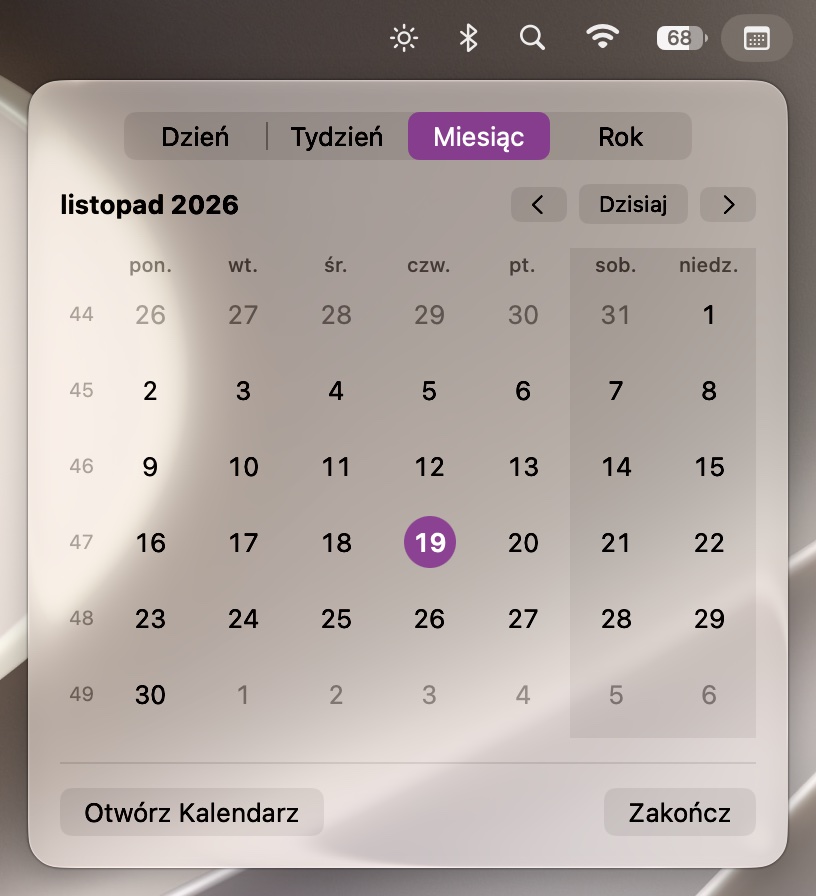 68
Dzień Tydzień Miesiąc Rok
listopad 2026 Dzisiaj
pon. wt. śr. czw. pt. sob. niedz.
44 26 27 28 29 30 31 1
45 2 3 4 5 6 7 8
46 9 10 11 12 13 14 15
47 16 17 18 19 20 21 22
48 23 24 25 26 27 28 29
49 30 1 2 3 4 5 6
Otwórz Kalendarz Zakończ